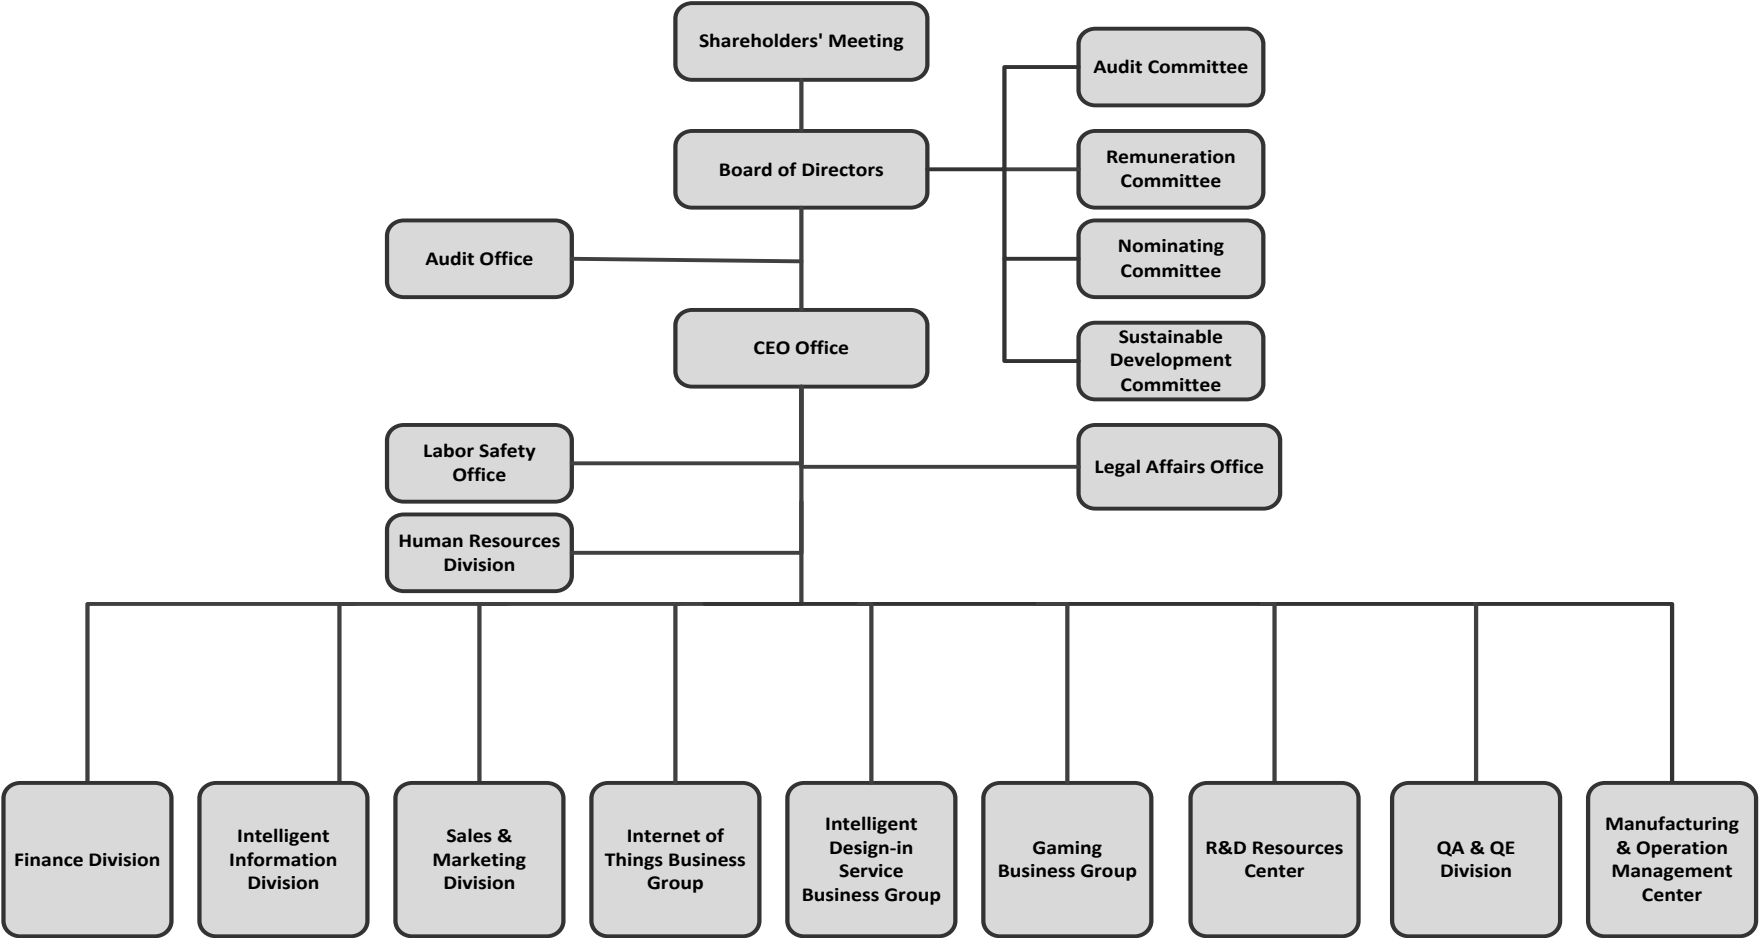 Shareholders' Meeting
Audit Committee
Board of Directors
Remuneration
Committee
Audit Office
Nominating
Committee
CEO Office
Sustainable
Development
Committee
Labor Safety
Office
Legal Affairs Office
Human Resources
Division
Finance Division
Intelligent
Information
Division
Sales &
Marketing
Division
Internet of
Things Business
Group
Intelligent
Design-in
Service
Business Group
Gaming
Business Group
R&D Resources
Center
QA & QE
Division
Manufacturing
& Operation
Management
Center